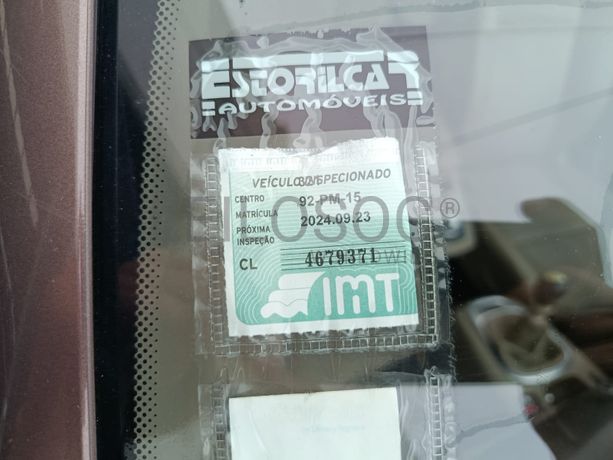 ESTORILCAR
AUTOMÓVEIS
VEÍCULO INSPECIONADO
CENTRO
MATRÍCULA 92-PM-15
PRÓXIMA INSPEÇÃO 2024.09.23
CL 4679371
IMT